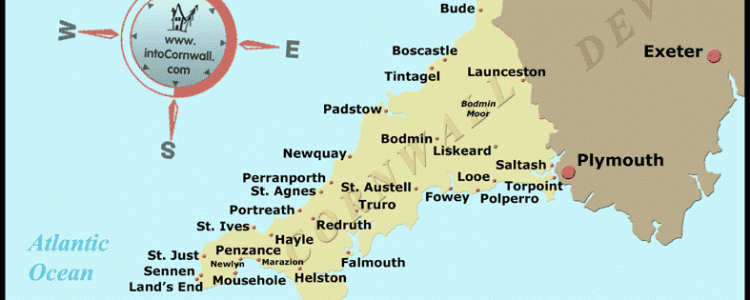 Bude
www.
intoCornwall.
com
W
E
S
DEV
Exeter
Boscastle
Tintagel
Launceston
Bodmin
Moor
Padstow
CORNWALL
Bodmin
Liskeard
Newquay
Saltash
Plymouth
Perranporth
St. Agnes
St. Austell
Looe
Torpoint
Truro
Fowey
Polperro
Portreath
Redruth
St. Ives
Hayle
Atlantic
Ocean
St. Just
Penzance
Newlyn
Marazion
Falmouth
Sennen
Mousehole
Helston
Land's End